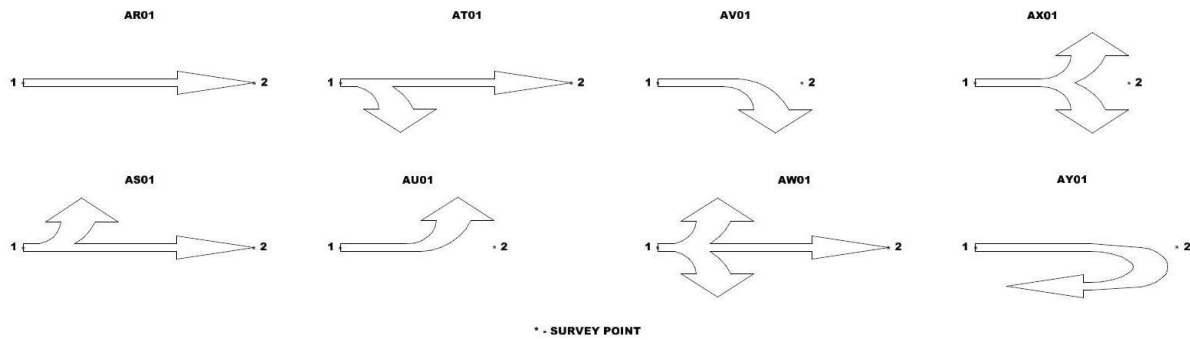 AR01 AT01 AV01 AX01
1 2 1 2 1 2 1 2
AS01 AU01 AW01 AY01
1 2 1 2 1 2 1 2
* - SURVEY POINT